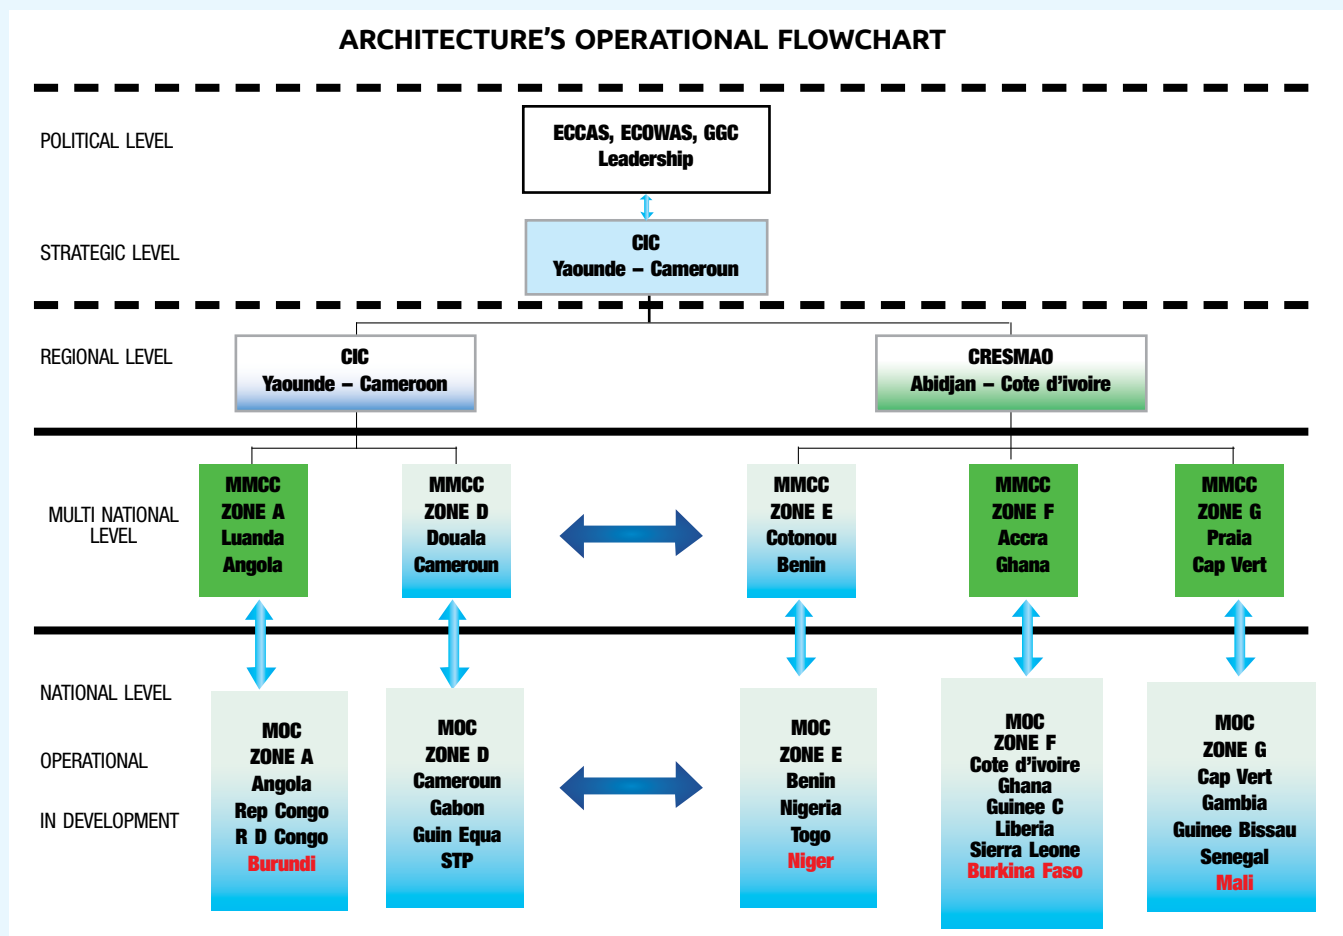 ARCHITECTURE'S OPERATIONAL FLOWCHART
POLITICAL LEVEL
ECCAS, ECOWAS, GGC
Leadership
STRATEGIC LEVEL
CIC
Yaounde – Cameroun
REGIONAL LEVEL
CIC
Yaounde – Cameroon
CRESMAO
Abidjan – Cote d'ivoire
MULTI NATIONAL
LEVEL
MMCC
ZONE A
Luanda
Angola
MMCC
ZONE D
Douala
Cameroun
MMCC
ZONE E
Cotonou
Benin
MMCC
ZONE F
Accra
Ghana
MMCC
ZONE G
Praia
Cap Vert
NATIONAL LEVEL
OPERATIONAL
IN DEVELOPMENT
MOC
ZONE A
Angola
Rep Congo
R D Congo
Burundi
MOC
ZONE D
Cameroun
Gabon
Guin Equa
STP
MOC
ZONE E
Benin
Nigeria
Togo
Niger
MOC
ZONE F
Cote d'ivoire
Ghana
Guinee C
Liberia
Sierra Leone
Burkina Faso
MOC
ZONE G
Cap Vert
Gambia
Guinee Bissau
Senegal
Mali